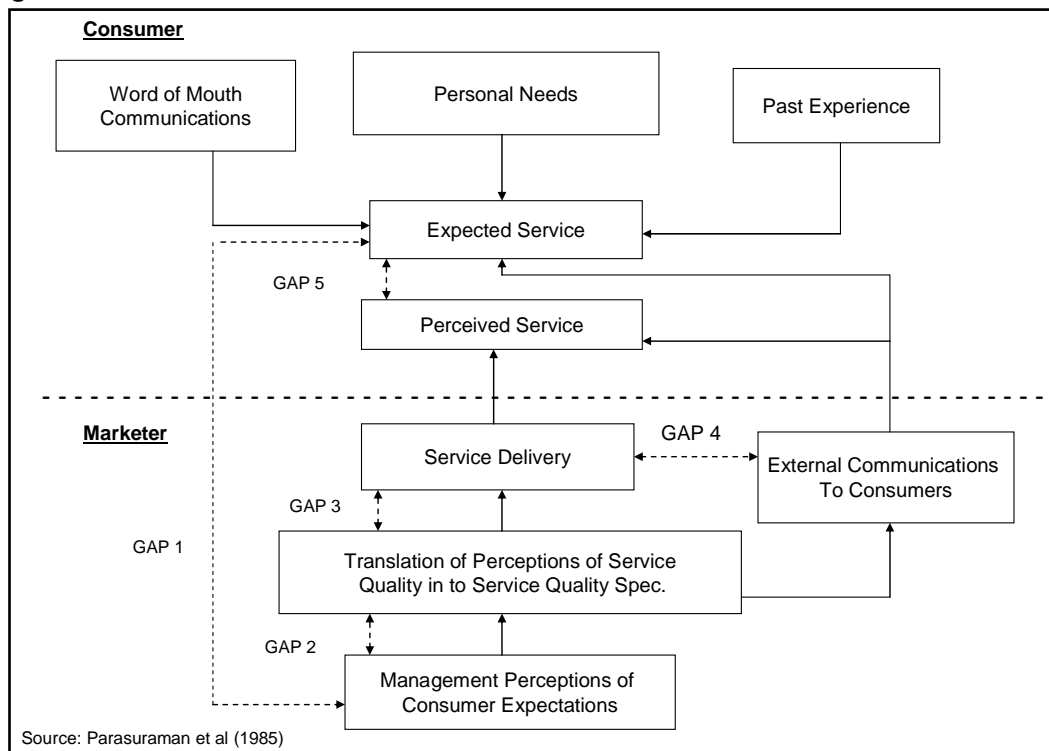 Consumer
Word of Mouth
Communications
Personal Needs
Past Experience
Expected Service
GAP 5
Perceived Service
Marketer
GAP 4
Service Delivery
External Communications
To Consumers
GAP 3
GAP 1
Translation of Perceptions of Service
Quality in to Service Quality Spec.
GAP 2
Management Perceptions of
Consumer Expectations
Source: Parasuraman et al (1985)